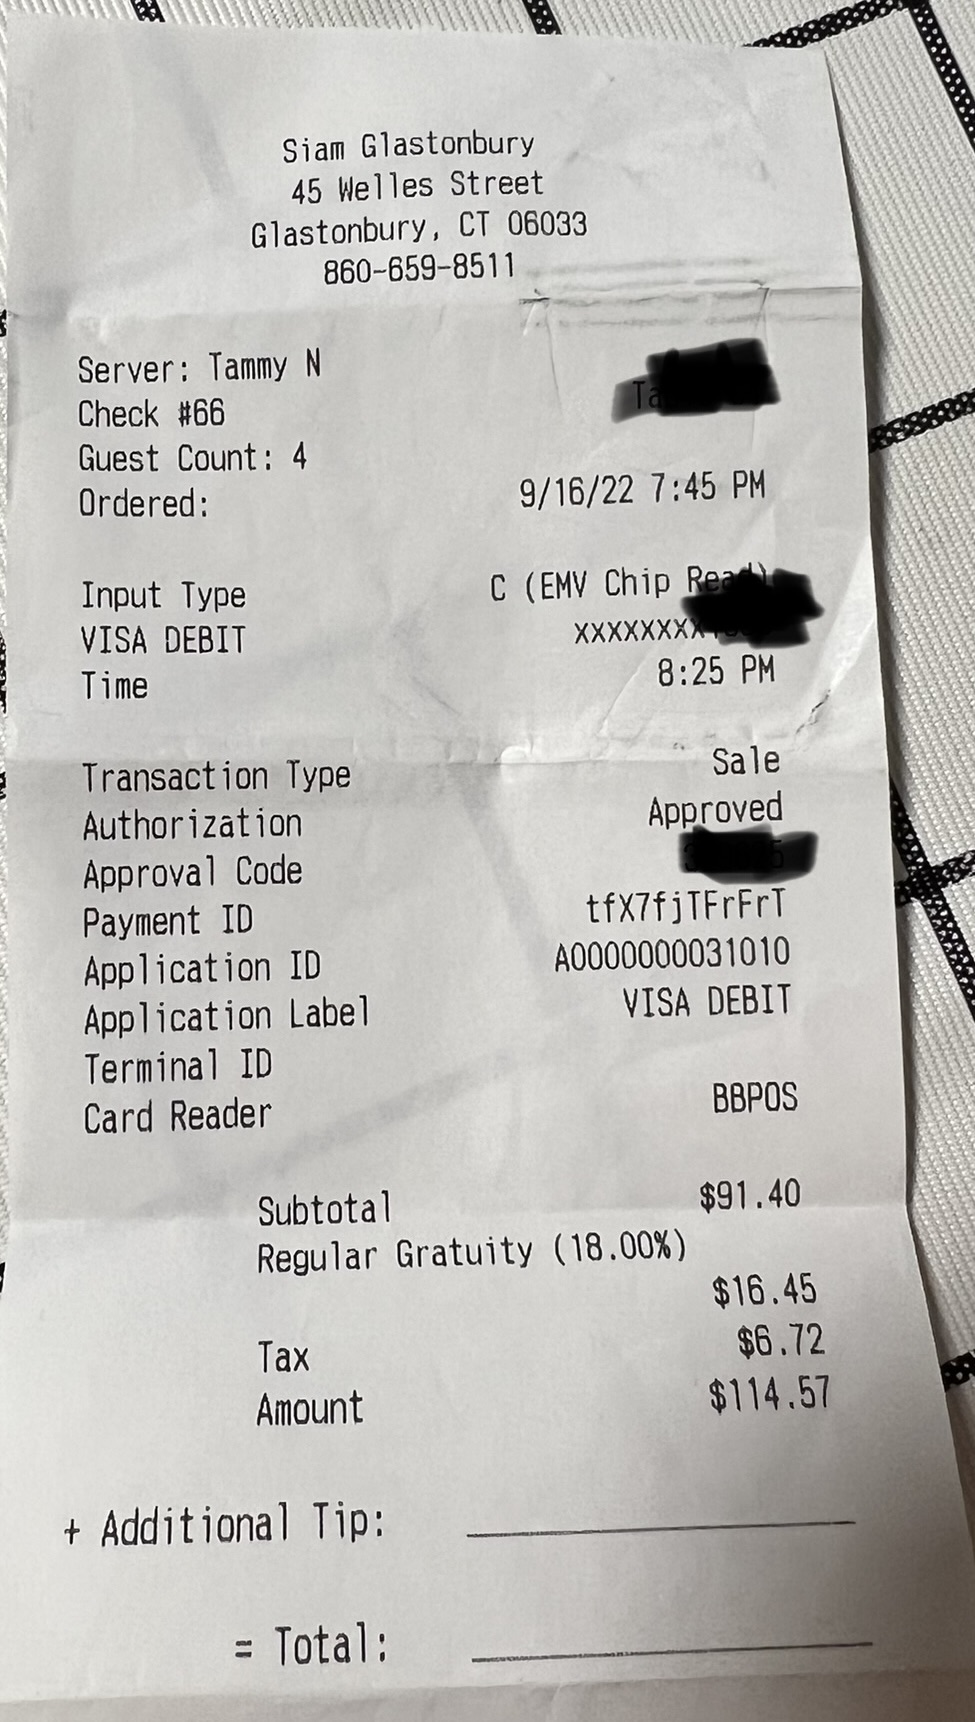 Siam Glastonbury
45 Welles Street
Glastonbury, CT 06033
860-659-8511
Server: Tammy N
Check #66
Guest Count: 4
Ordered: 9/16/22 7:45 PM
Input Type C (EMV Chip Read)
VISA DEBIT xxxxxxxx
Time 8:25 PM
Transaction Type Sale
Authorization Approved
Approval Code
Payment ID tfX7fjTFrFrT
Application ID A0000000031010
Application Label VISA DEBIT
Terminal ID
Card Reader BBPOS
Subtotal $91.40
Regular Gratuity (18.00%)
$16.45
Tax $6.72
Amount $114.57
+ Additional Tip:
= Total: